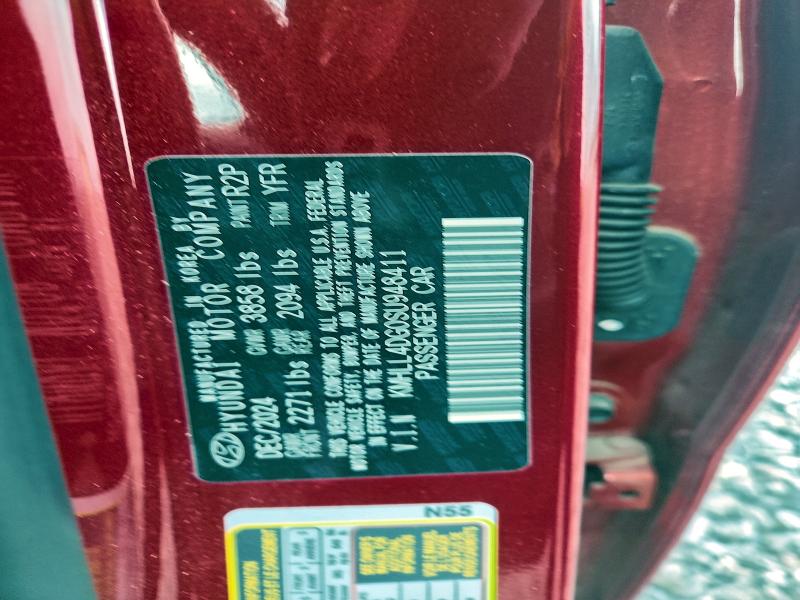 MANUFACTURED IN KOREA BY
HYUNDAI MOTOR COMPANY
DEC/2024 GVWR 3858 lbs PAINT R2P
GAWR FRONT 2271 lbs GAWR REAR 2094 lbs TRIM YFR
THIS VEHICLE CONFORMS TO ALL APPLICABLE U.S.A. FEDERAL
MOTOR VEHICLE SAFETY, BUMPER, AND THEFT PREVENTION STANDARDS
IN EFFECT ON THE DATE OF MANUFACTURE SHOWN ABOVE
V.I.N KMHLL4DG0SU948411
PASSENGER CAR
N55